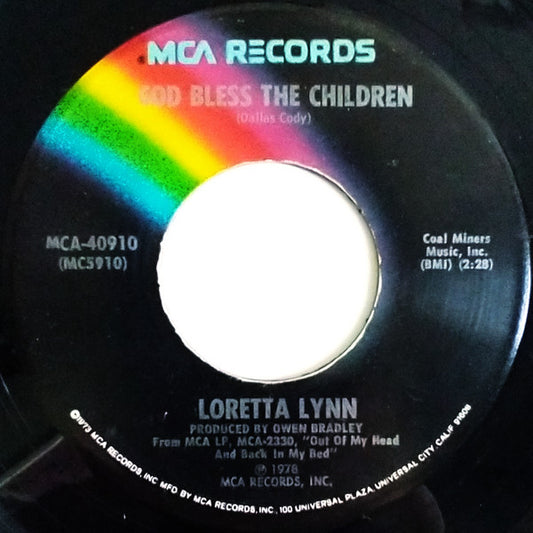 MCA RECORDS
GOD BLESS THE CHILDREN
(Dallas Cody)
MCA-40910
(MC5910)
Coal Miners
Music, Inc.
(BMI) (2:28)
LORETTA LYNN
PRODUCED BY OWEN BRADLEY
From MCA LP, MCA-2330, "Out Of My Head
And Back In My Bed"
℗ 1978
MCA RECORDS, INC.
©1973 MCA RECORDS, INC MFD BY MCA RECORDS, INC., 100 UNIVERSAL PLAZA, UNIVERSAL CITY, CALIF 91608